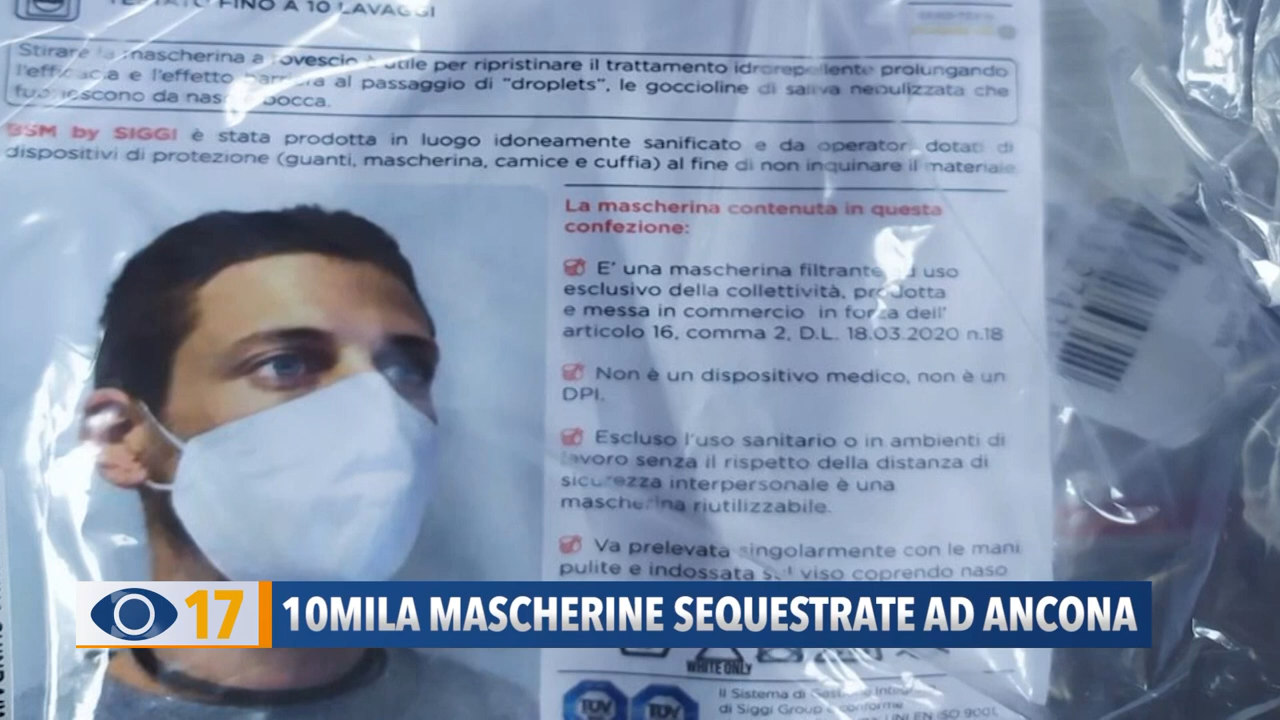 FINO A 10 LAVAGGI
Stirare la mascherina a rovescio è utile per ripristinare il trattamento idrorepellente prolungando
l'efficacia e l'effetto barriera al passaggio di "droplets", le goccioline di saliva nebulizzata che
fuoriescono da naso e bocca.
BSM by SIGGI è stata prodotta in luogo idoneamente sanificato e da operatori dotati di
dispositivi di protezione (guanti, mascherina, camice e cuffia) al fine di non inquinare il materiale
La mascherina contenuta in questa
confezione:
E' una mascherina filtrante ad uso
esclusivo della collettività, prodotta
e messa in commercio in forza dell'
articolo 16, comma 2, D.L. 18.03.2020 n.18
Non è un dispositivo medico, non è un
DPI.
Escluso l'uso sanitario o in ambienti di
lavoro senza il rispetto della distanza di
sicurezza interpersonale è una
mascherina riutilizzabile.
Va prelevata singolarmente con le mani
pulite e indossata sul viso coprendo naso
17 10MILA MASCHERINE SEQUESTRATE AD ANCONA
WHITE ONLY
TÜV TÜV
Il Sistema di Gestione
di Siggi Group è conforme
UNI EN ISO 9001,